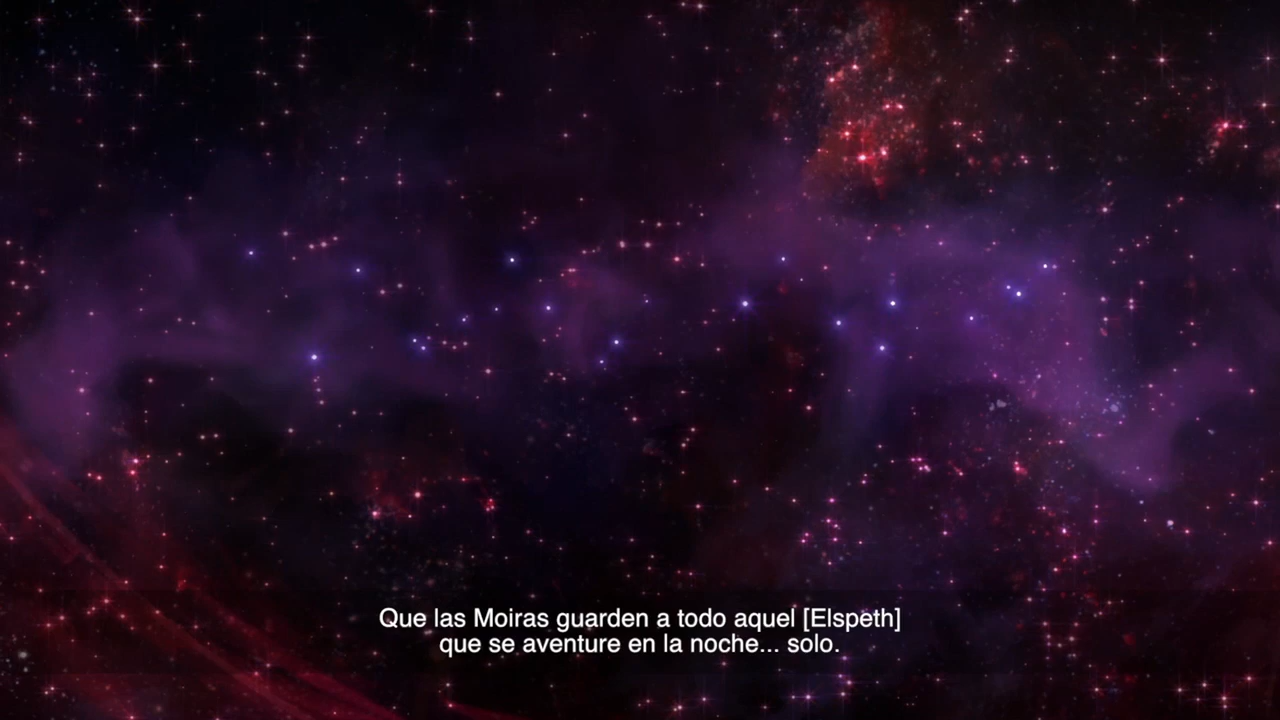 Que las Moiras guarden a todo aquel [Elspeth]
que se aventure en la noche... solo.